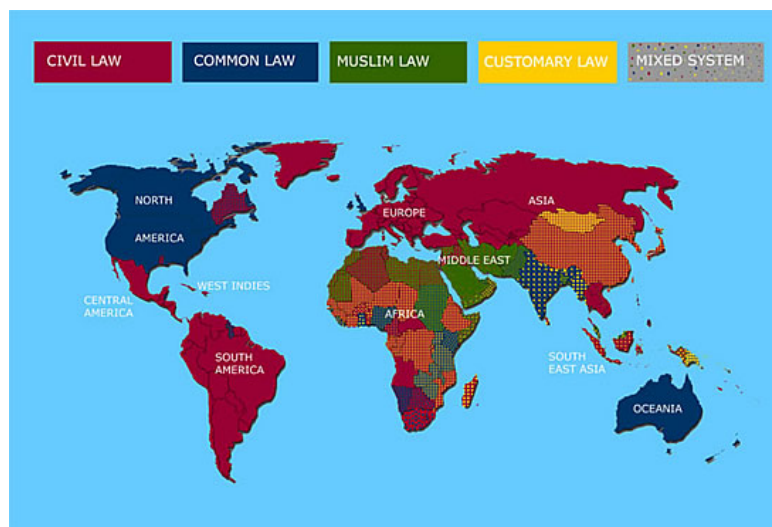 CIVIL LAW
COMMON LAW
MUSLIM LAW
CUSTOMARY LAW
MIXED SYSTEM
NORTH
AMERICA
EUROPE
ASIA
MIDDLE EAST
WEST INDIES
CENTRAL
AMERICA
AFRICA
SOUTH
AMERICA
SOUTH
EAST ASIA
OCEANIA